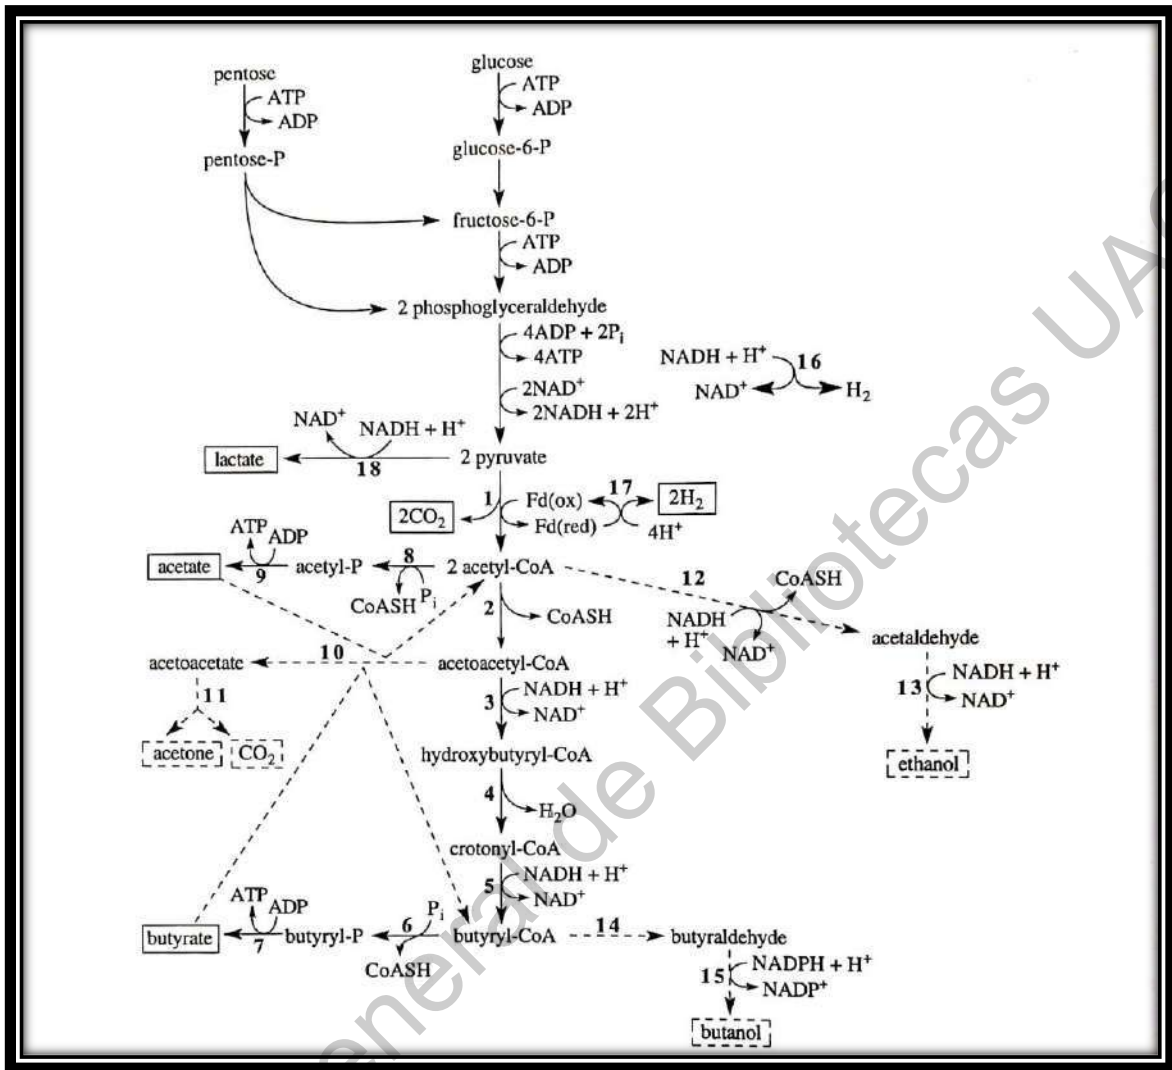 pentose
glucose
ATP
ADP
ATP
ADP
pentose-P
glucose-6-P
fructose-6-P
ATP
ADP
2 phosphoglyceraldehyde
4ADP + 2Pi
4ATP
2NAD⁺
2NADH + 2H⁺
NADH + H⁺
16
NAD⁺
H₂
NAD⁺
NADH + H⁺
lactate
18
2 pyruvate
1
2CO₂
Fd(ox)
17
2H₂
Fd(red)
4H⁺
ATP
ADP
acetate
9
acetyl-P
8
2 acetyl-CoA
CoASH
Pi
2
CoASH
12
CoASH
NADH
+ H⁺
NAD⁺
acetaldehyde
acetoacetate
10
acetoacetyl-CoA
11
acetone
CO₂
3
NADH + H⁺
NAD⁺
13
NADH + H⁺
NAD⁺
ethanol
hydroxybutyryl-CoA
4
H₂O
crotonyl-CoA
5
NADH + H⁺
NAD⁺
ATP
ADP
butyrate
7
butyryl-P
6
Pi
CoASH
butyryl-CoA
14
butyraldehyde
15
NADPH + H⁺
NADP⁺
butanol
eneral de Bibliotecas UA